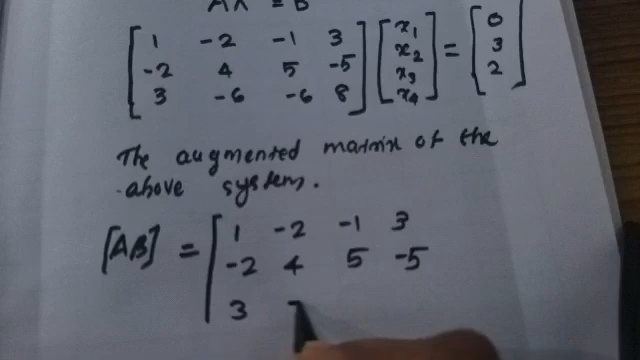 AX = B
[1 -2 -1 3] [x1] = [0]
[-2 4 5 -5] [x2] [3]
[3 -6 -6 8] [x3] [2]
[x4]
The augmented matrix of the
above system.
[AB] = [1 -2 -1 3
-2 4 5 -5
3